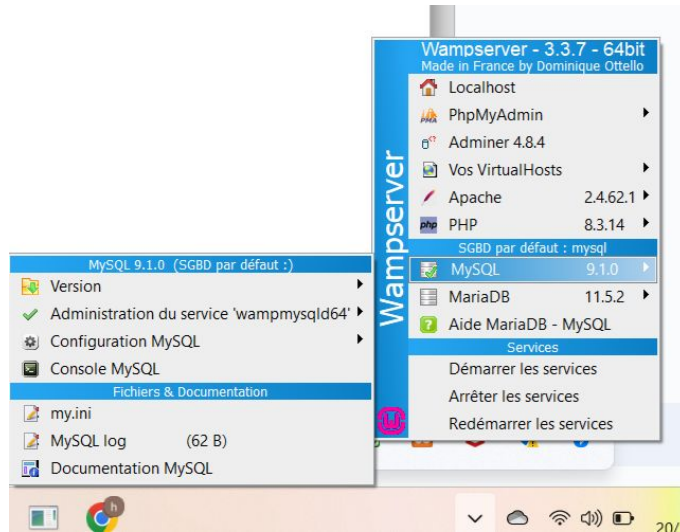 Wampserver - 3.3.7 - 64bit
Made in France by Dominique Ottello
Wampserver
Localhost
PMA PhpMyAdmin
Adminer 4.8.4
Vos VirtualHosts
Apache 2.4.62.1
php PHP 8.3.14
SGBD par défaut : mysql
MySQL 9.1.0
MariaDB 11.5.2
? Aide MariaDB - MySQL
Services
Démarrer les services
Arrêter les services
Redémarrer les services
MySQL 9.1.0 (SGBD par défaut :)
Version
Administration du service 'wampmysqld64'
Configuration MySQL
Console MySQL
Fichiers & Documentation
my.ini
MySQL log (62 B)
Documentation MySQL
h
20/